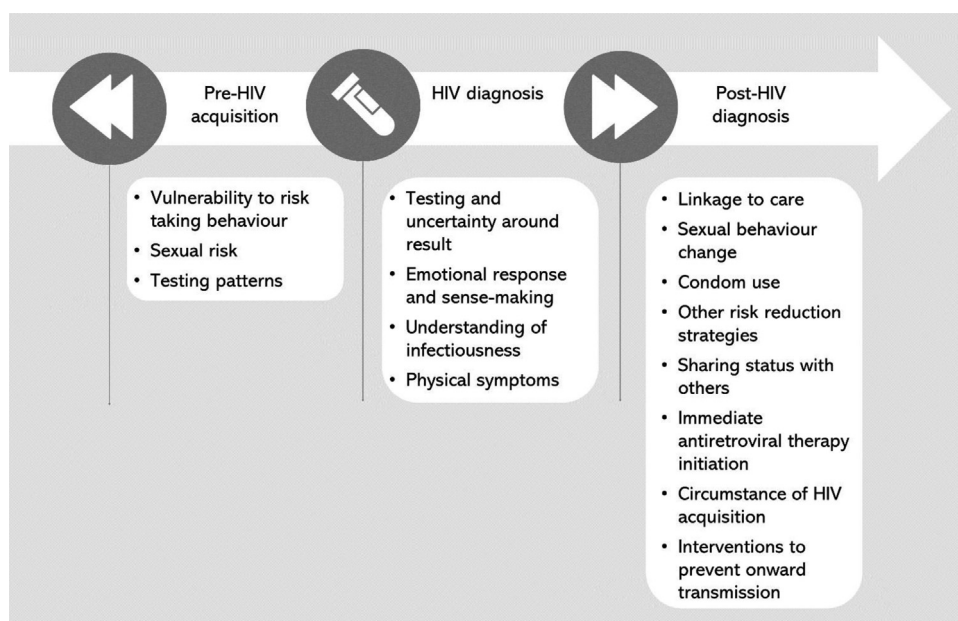 Pre-HIV
acquisition
HIV diagnosis
Post-HIV
diagnosis
• Vulnerability to risk
taking behaviour
• Sexual risk
• Testing patterns
• Testing and
uncertainty around
result
• Emotional response
and sense-making
• Understanding of
infectiousness
• Physical symptoms
• Linkage to care
• Sexual behaviour
change
• Condom use
• Other risk reduction
strategies
• Sharing status with
others
• Immediate
antiretroviral therapy
initiation
• Circumstance of HIV
acquisition
• Interventions to
prevent onward
transmission